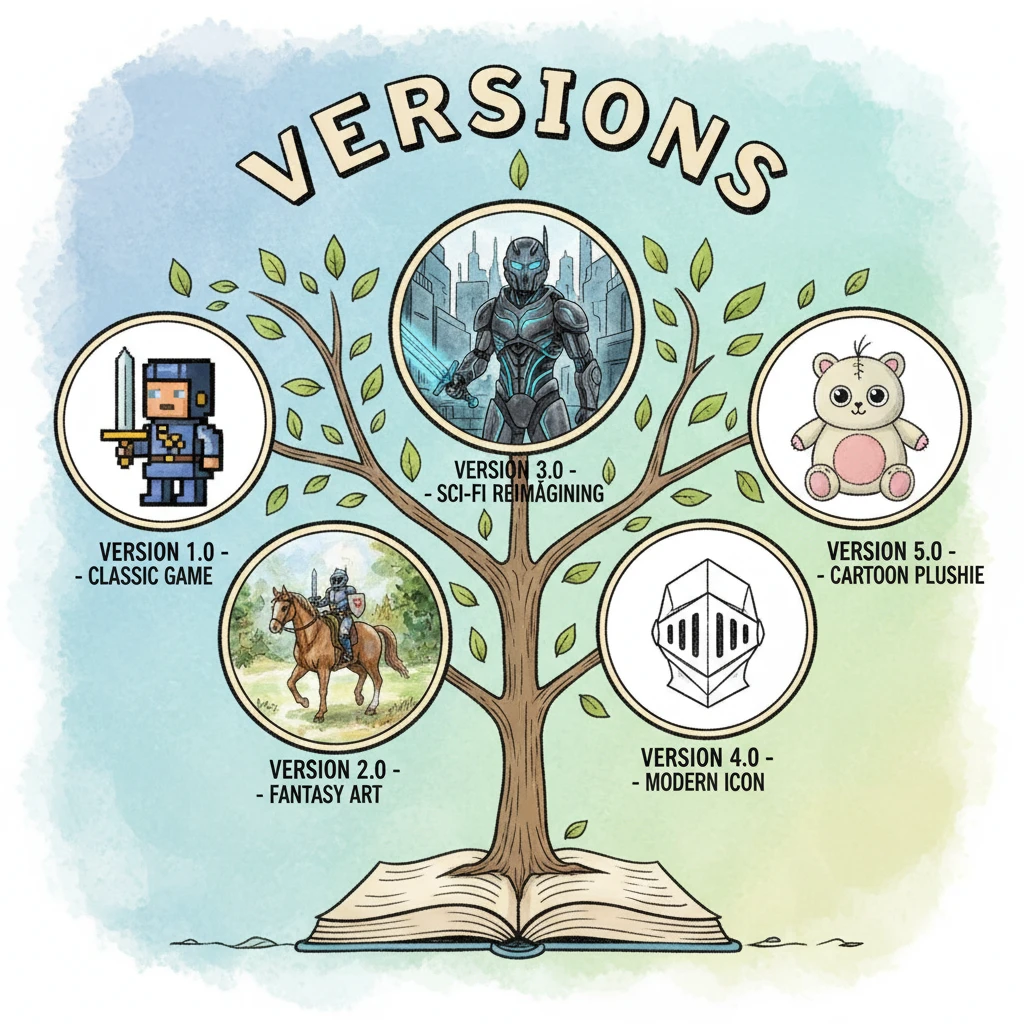 VERSIONS
VERSION 3.0 -
- SCI-FI REIMAGINING
VERSION 1.0 -
- CLASSIC GAME
VERSION 5.0 -
- CARTOON PLUSHIE
VERSION 2.0 -
- FANTASY ART
VERSION 4.0 -
- MODERN ICON